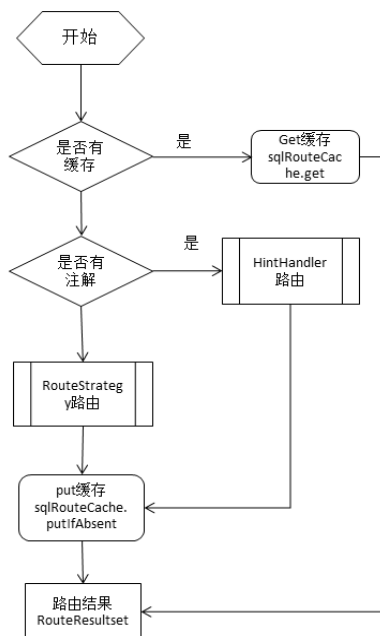 开始
是否有
缓存
是
Get缓存
sqlRouteCac
he.get
是否有
注解
是
HintHandler
路由
RouteStrateg
y路由
put缓存
sqlRouteCache.
putIfAbsent
路由结果
RouteResultset